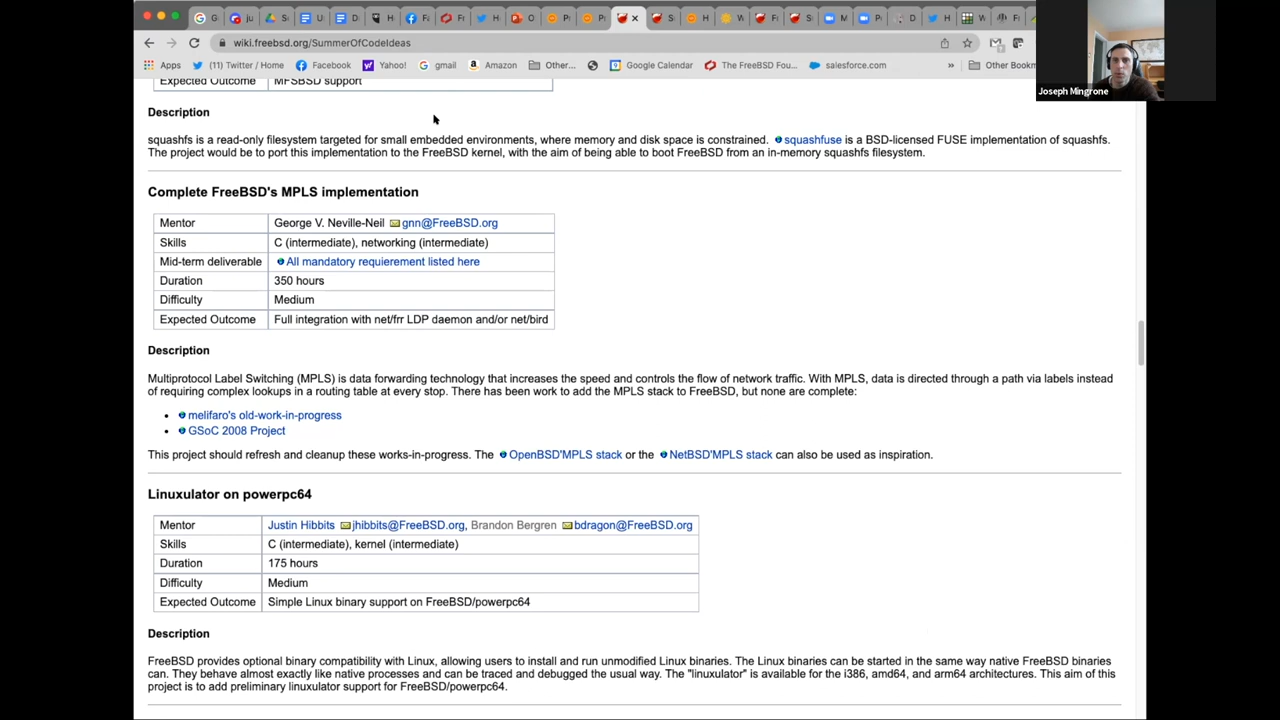 G
ju
S
U
D
H
Fa
Fr
H
O
Pr
Pr
S
H
W
Fr
S
M
Po
D
H
W
Fr
wiki.freebsd.org/SummerOfCodeIdeas
Apps (11) Twitter / Home Facebook Yahoo! gmail Amazon Other... Google Calendar The FreeBSD Fou... salesforce.com » Other Bookm
Joseph Mingrone
Expected Outcome MFSBSD support
Description
squashfs is a read-only filesystem targeted for small embedded environments, where memory and disk space is constrained. squashfuse is a BSD-licensed FUSE implementation of squashfs.
The project would be to port this implementation to the FreeBSD kernel, with the aim of being able to boot FreeBSD from an in-memory squashfs filesystem.
Complete FreeBSD's MPLS implementation
Mentor George V. Neville-Neil gnn@FreeBSD.org
Skills C (intermediate), networking (intermediate)
Mid-term deliverable All mandatory requierement listed here
Duration 350 hours
Difficulty Medium
Expected Outcome Full integration with net/frr LDP daemon and/or net/bird
Description
Multiprotocol Label Switching (MPLS) is data forwarding technology that increases the speed and controls the flow of network traffic. With MPLS, data is directed through a path via labels instead
of requiring complex lookups in a routing table at every stop. There has been work to add the MPLS stack to FreeBSD, but none are complete:
• melifaro's old-work-in-progress
• GSoC 2008 Project
This project should refresh and cleanup these works-in-progress. The OpenBSD'MPLS stack or the NetBSD'MPLS stack can also be used as inspiration.
Linuxulator on powerpc64
Mentor Justin Hibbits jhibbits@FreeBSD.org, Brandon Bergren bdragon@FreeBSD.org
Skills C (intermediate), kernel (intermediate)
Duration 175 hours
Difficulty Medium
Expected Outcome Simple Linux binary support on FreeBSD/powerpc64
Description
FreeBSD provides optional binary compatibility with Linux, allowing users to install and run unmodified Linux binaries. The Linux binaries can be started in the same way native FreeBSD binaries
can. They behave almost exactly like native processes and can be traced and debugged the usual way. The "linuxulator" is available for the i386, amd64, and arm64 architectures. This aim of this
project is to add preliminary linuxulator support for FreeBSD/powerpc64.